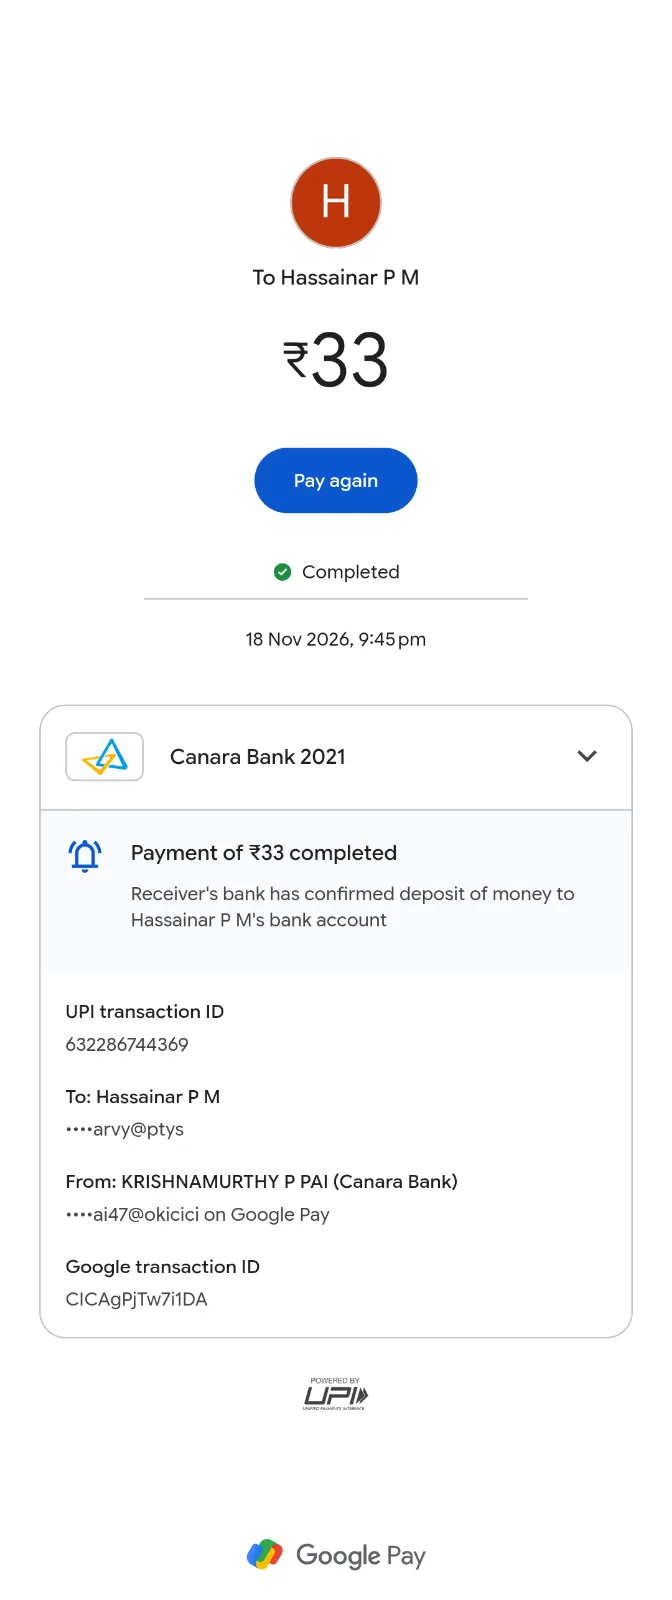 H
To Hassainar P M
₹33
Pay again
Completed
18 Nov 2026, 9:45 pm
Canara Bank 2021
Payment of ₹33 completed
Receiver's bank has confirmed deposit of money to
Hassainar P M's bank account
UPI transaction ID
632286744369
To: Hassainar P M
••••arvy@ptys
From: KRISHNAMURTHY P PAI (Canara Bank)
••••ai47@okicici on Google Pay
Google transaction ID
CICAgPjTw7i1DA
POWERED BY
UPI
UNIFIED PAYMENTS INTERFACE
Google Pay